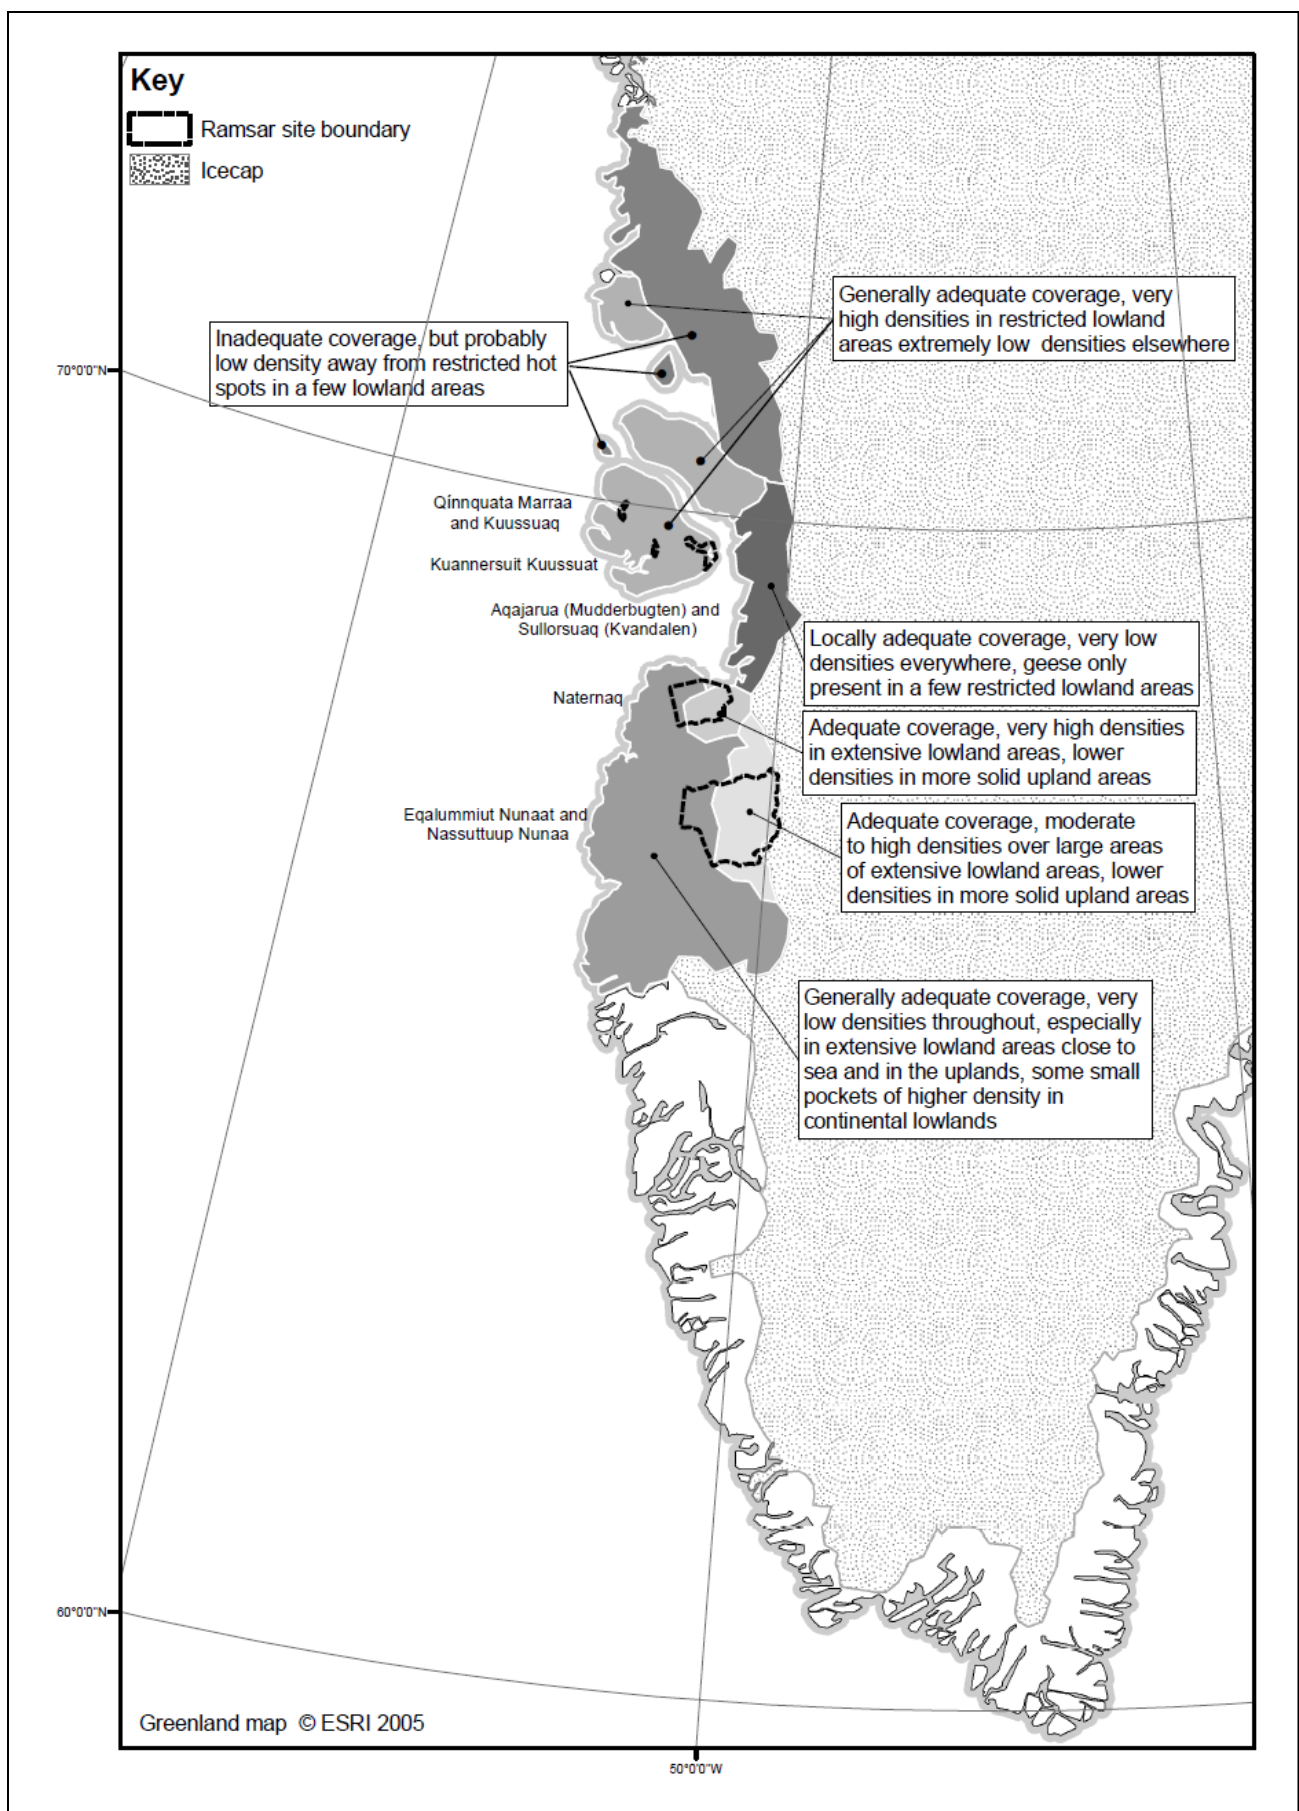 Key
Ramsar site boundary
Icecap
Generally adequate coverage, very
high densities in restricted lowland
areas extremely low densities elsewhere
Inadequate coverage, but probably
low density away from restricted hot
spots in a few lowland areas
70°0'0"N
Qínnquata Marraa
and Kuussuaq
Kuannersuit Kuussuat
Aqajarua (Mudderbugten) and
Sullorsuaq (Kvandalen)
Locally adequate coverage, very low
densities everywhere, geese only
present in a few restricted lowland areas
Naternaq
Adequate coverage, very high densities
in extensive lowland areas, lower
densities in more solid upland areas
Eqalummiut Nunaat and
Nassuttuup Nunaa
Adequate coverage, moderate
to high densities over large areas
of extensive lowland areas, lower
densities in more solid upland areas
Generally adequate coverage, very
low densities throughout, especially
in extensive lowland areas close to
sea and in the uplands, some small
pockets of higher density in
continental lowlands
60°0'0"N
Greenland map © ESRI 2005
50°0'0"W